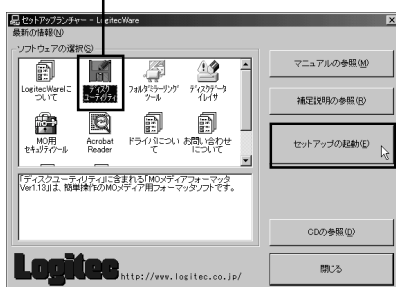 セットアップランチャー - LogitecWare
最新の情報(N)
ソフトウェアの選択(S)
LogitecWareに
ついて
ディスク
ユーティリティ
フォルダミラーリング
ツール
ディスクデータ
イレイサ
MO用
セキュリティツール
Acrobat
Reader
ドライバについ
て
お問い合わせ
について
「ディスクユーティリティ」に含まれる「MOメディアフォーマッタ
Ver1.13」は、簡単操作のMOメディア用フォーマッタソフトです。
マニュアルの参照(M)
補足説明の参照(R)
セットアップの起動(E)
CDの参照(D)
閉じる
Logitec
http://www.logitec.co.jp/